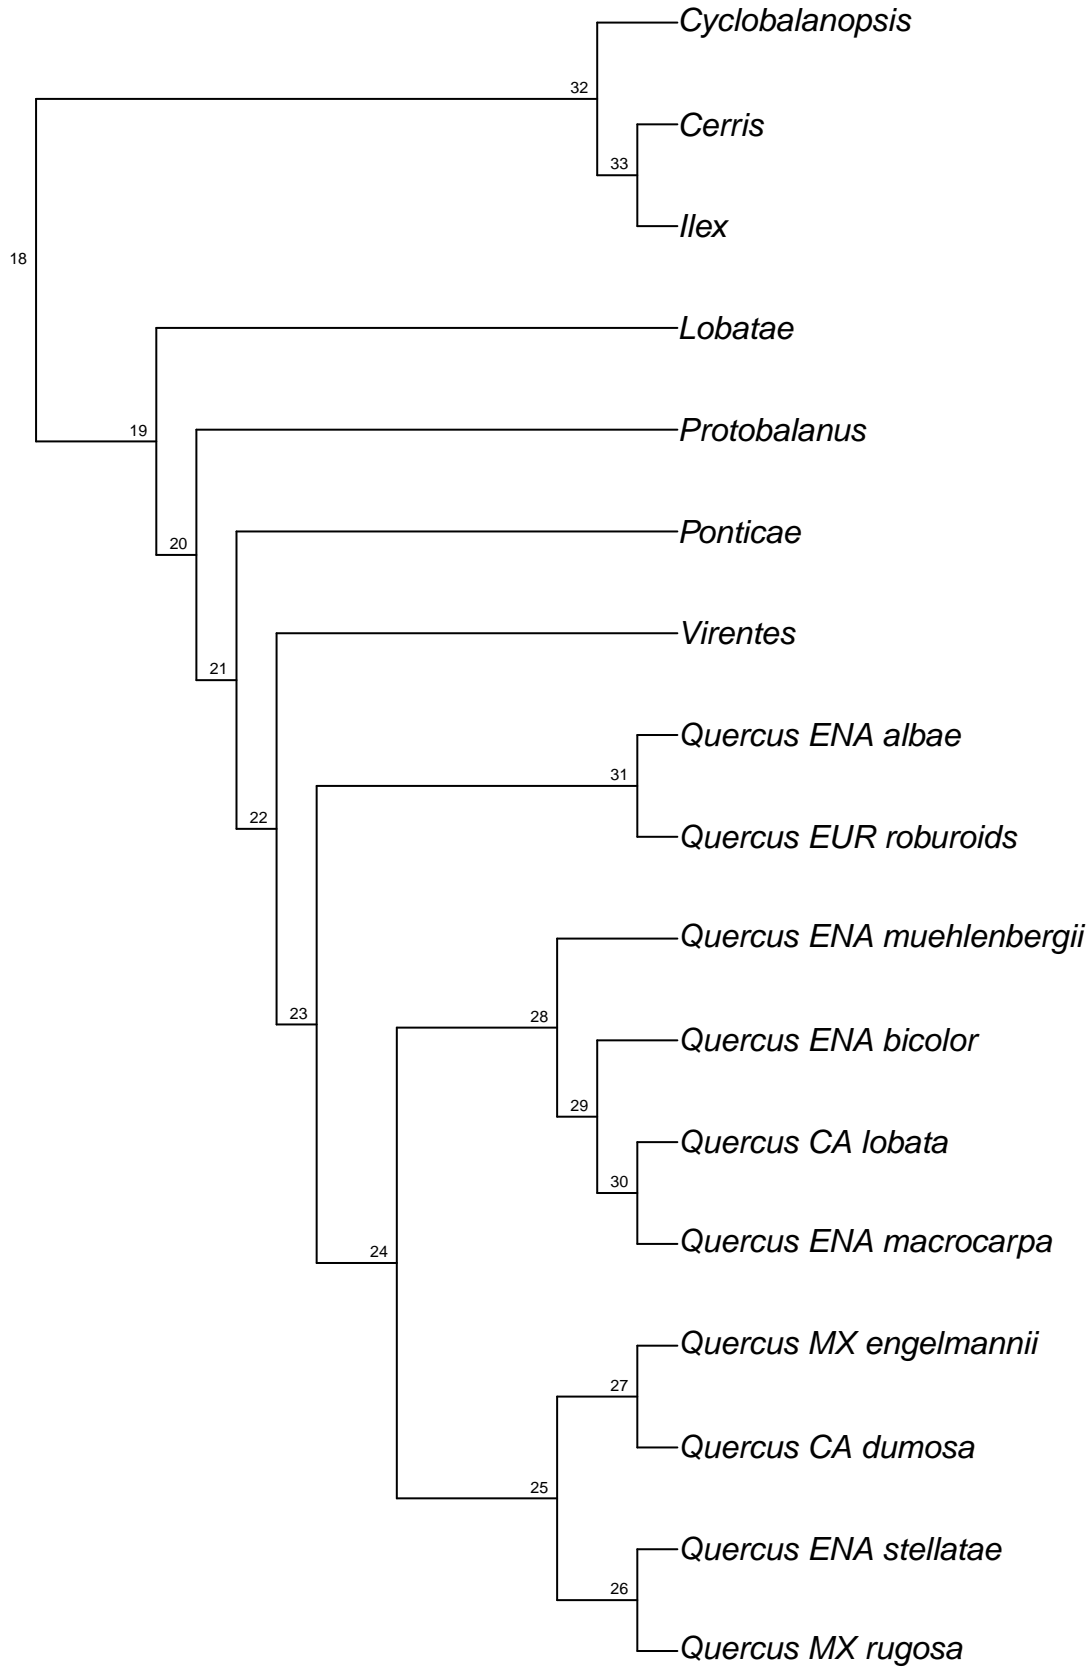 Cyclobalanopsis
32
Cerris
33
Ilex
18
Lobatae
19
Protobalanus
20
Ponticae
21
Virentes
22
Quercus ENA albae
31
Quercus EUR roburoids
Quercus ENA muehlenbergii
23
28
Quercus ENA bicolor
29
Quercus CA lobata
30
Quercus ENA macrocarpa
24
Quercus MX engelmannii
27
Quercus CA dumosa
25
Quercus ENA stellatae
26
Quercus MX rugosa